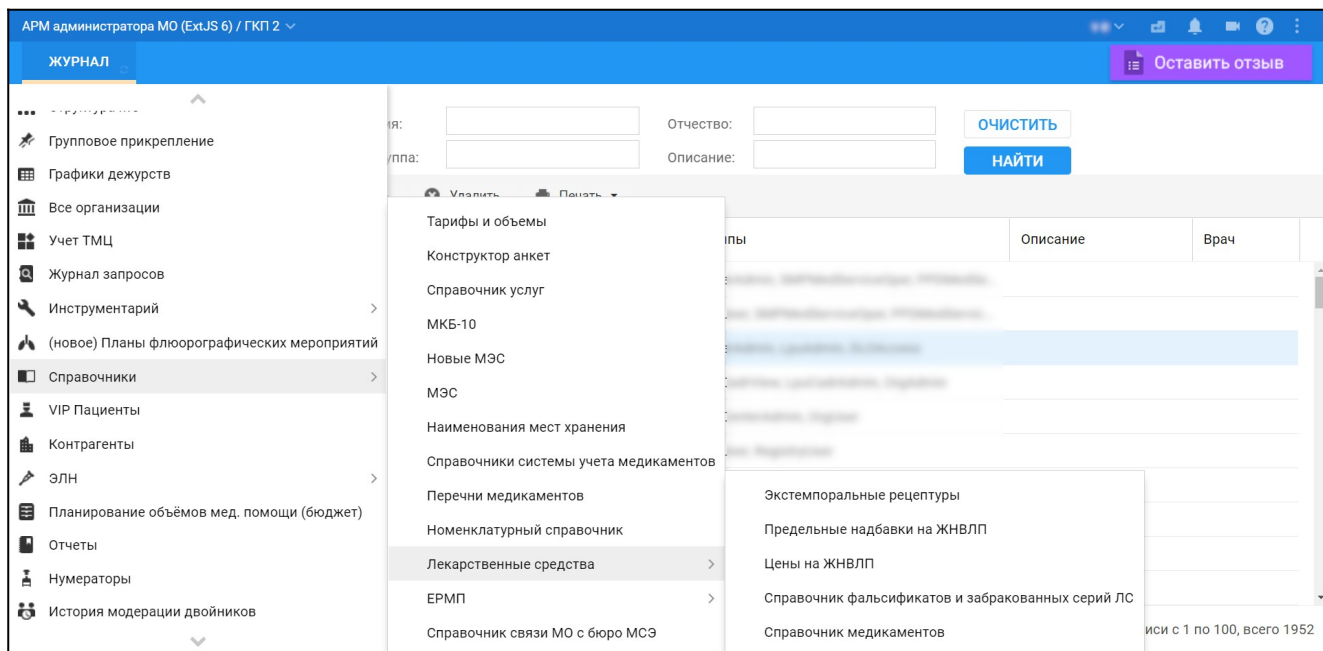 АРМ администратора МО (ExtJS 6) / ГКП 2
ЖУРНАЛ
Оставить отзыв
Отчество:
ОЧИСТИТЬ
Описание:
НАЙТИ
Групповое прикрепление
Графики дежурств
Все организации
Учет ТМЦ
Журнал запросов
Инструментарий
(новое) Планы флюорографических мероприятий
Справочники
VIP Пациенты
Контрагенты
ЭЛН
Планирование объёмов мед. помощи (бюджет)
Отчеты
Нумераторы
История модерации двойников
Удалить Печать
Тарифы и объемы
Конструктор анкет
Справочник услуг
МКБ-10
Новые МЭС
МЭС
Наименования мест хранения
Справочники системы учета медикаментов
Перечни медикаментов
Номенклатурный справочник
Лекарственные средства
ЕРМП
Справочник связи МО с бюро МСЭ
Описание Врач
Экстемпоральные рецептуры
Предельные надбавки на ЖНВЛП
Цены на ЖНВЛП
Справочник фальсификатов и забракованных серий ЛС
Справочник медикаментов
с 1 по 100, всего 1952